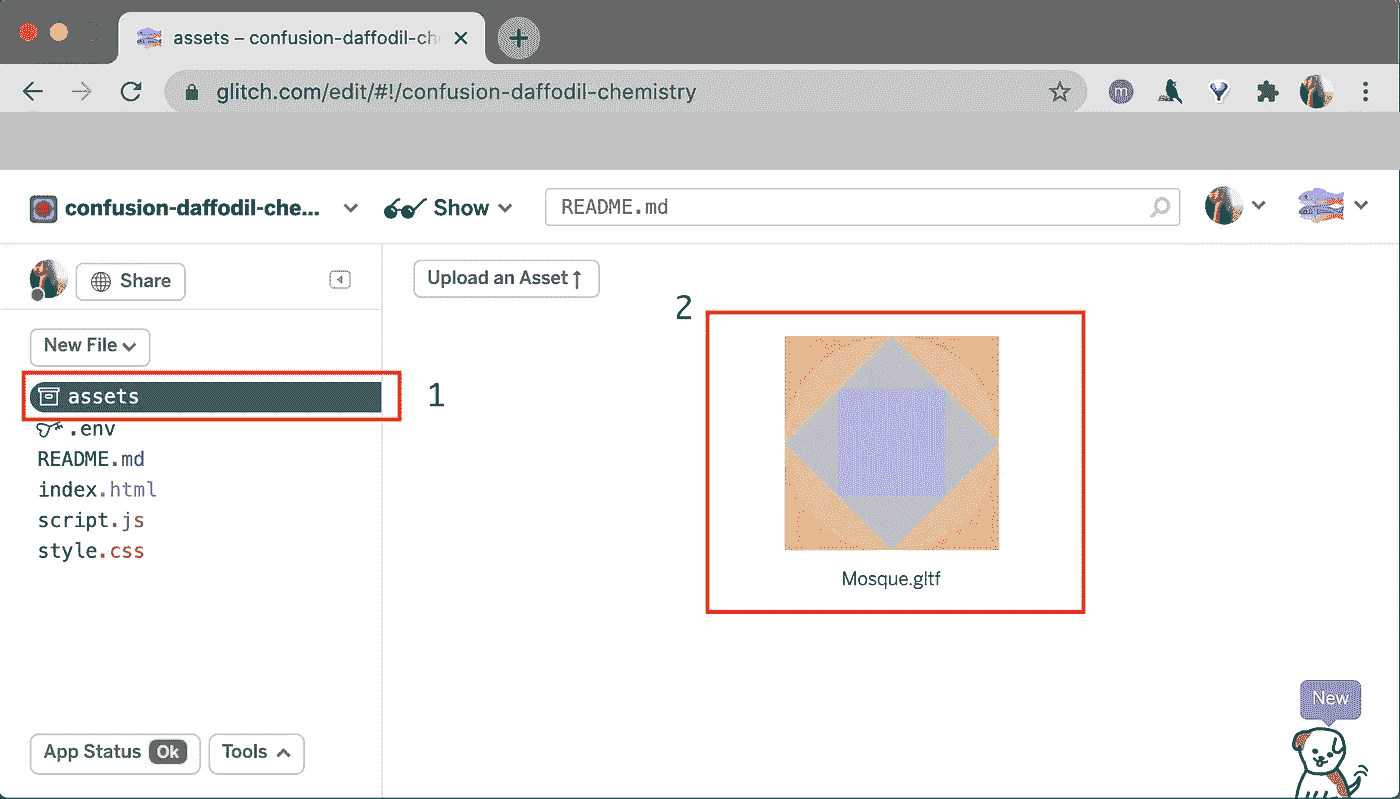 assets – confusion-daffodil-ch
glitch.com/edit/#!/confusion-daffodil-chemistry
confusion-daffodil-che...
Show
README.md
Share
Upload an Asset↑
2
New File
assets
1
.env
README.md
index.html
script.js
style.css
Mosque.gltf
New
App Status Ok
Tools